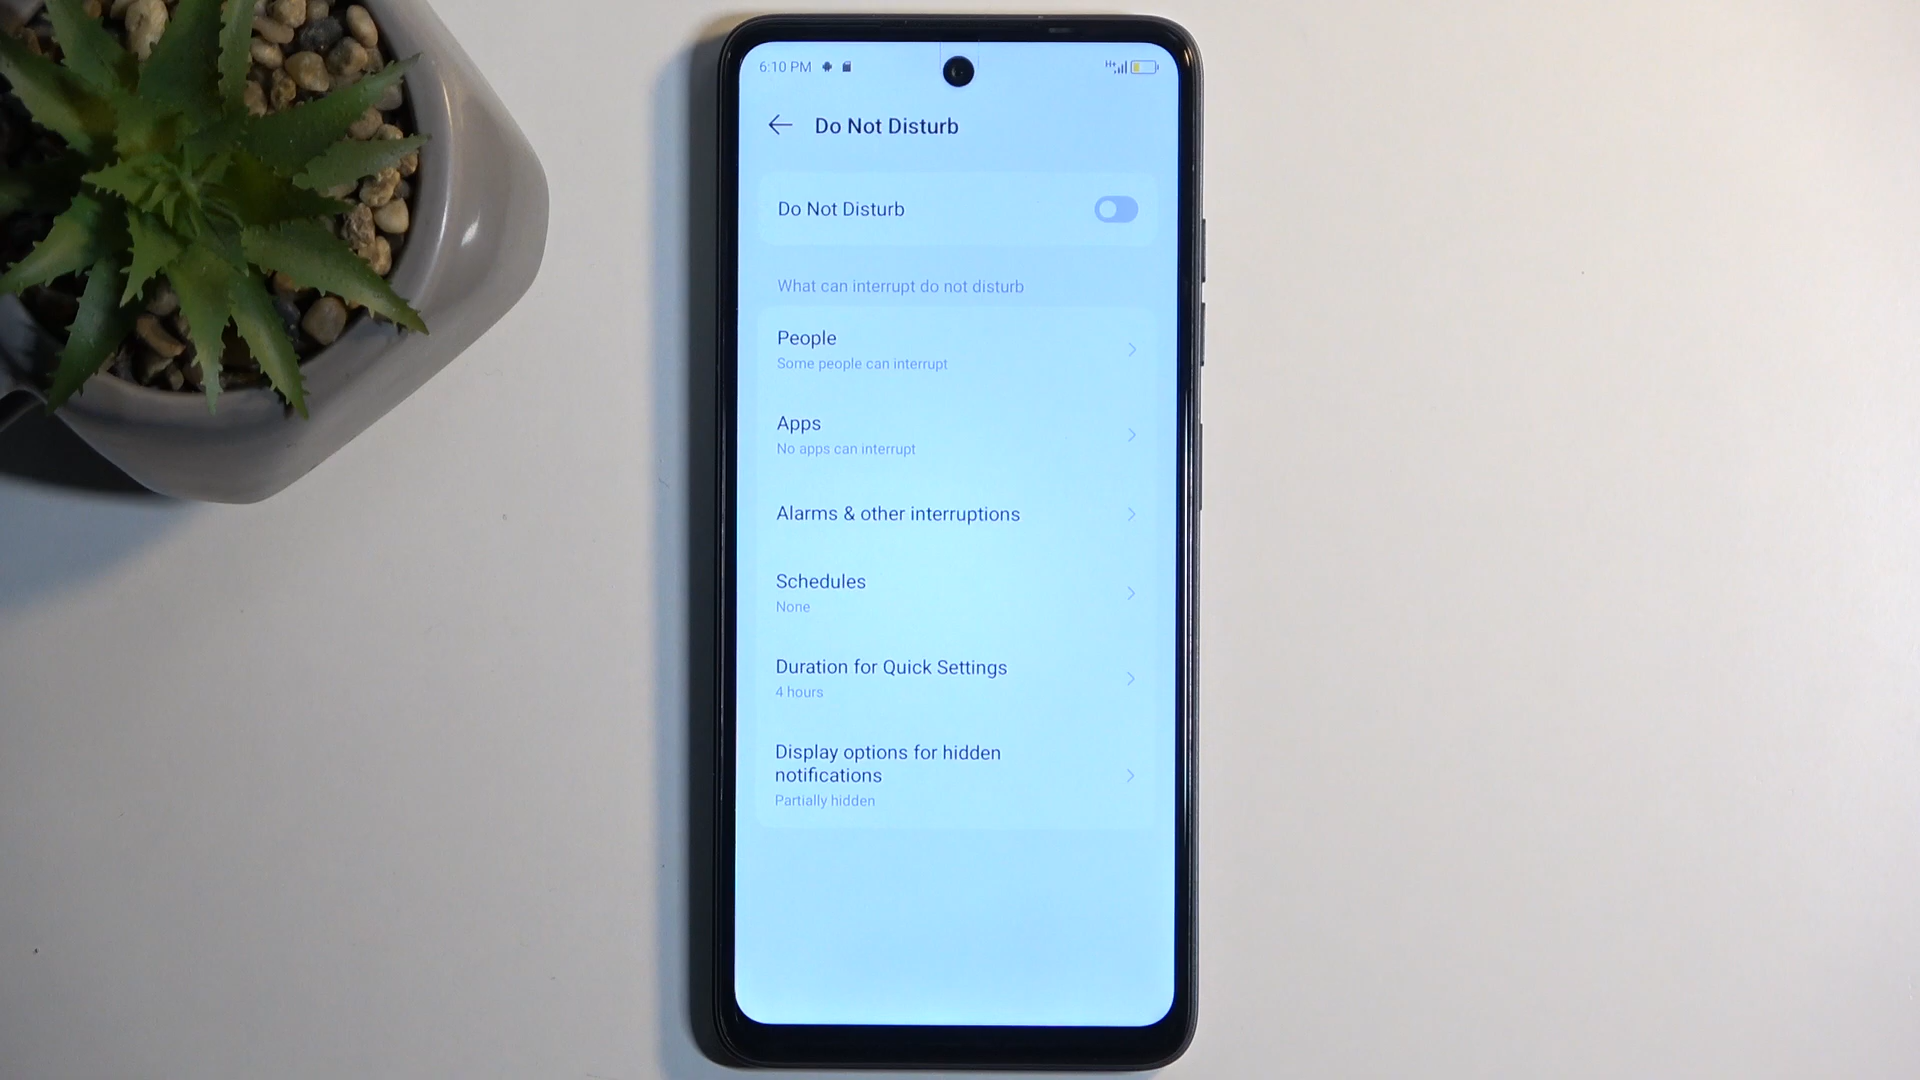 6:10 PM
H+
Do Not Disturb
Do Not Disturb
What can interrupt do not disturb
People
Some people can interrupt
Apps
No apps can interrupt
Alarms & other interruptions
Schedules
None
Duration for Quick Settings
4 hours
Display options for hidden
notifications
Partially hidden